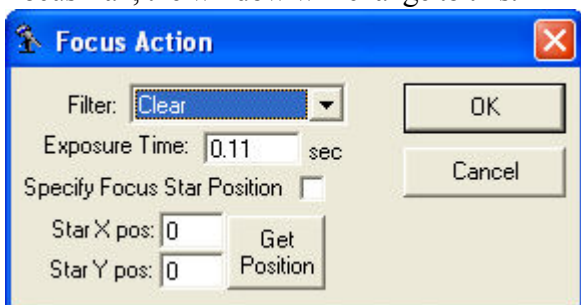 Focus Action
Filter: Clear
OK
Exposure Time: 0.11 sec
Cancel
Specify Focus Star Position
Star X pos: 0
Star Y pos: 0
Get
Position